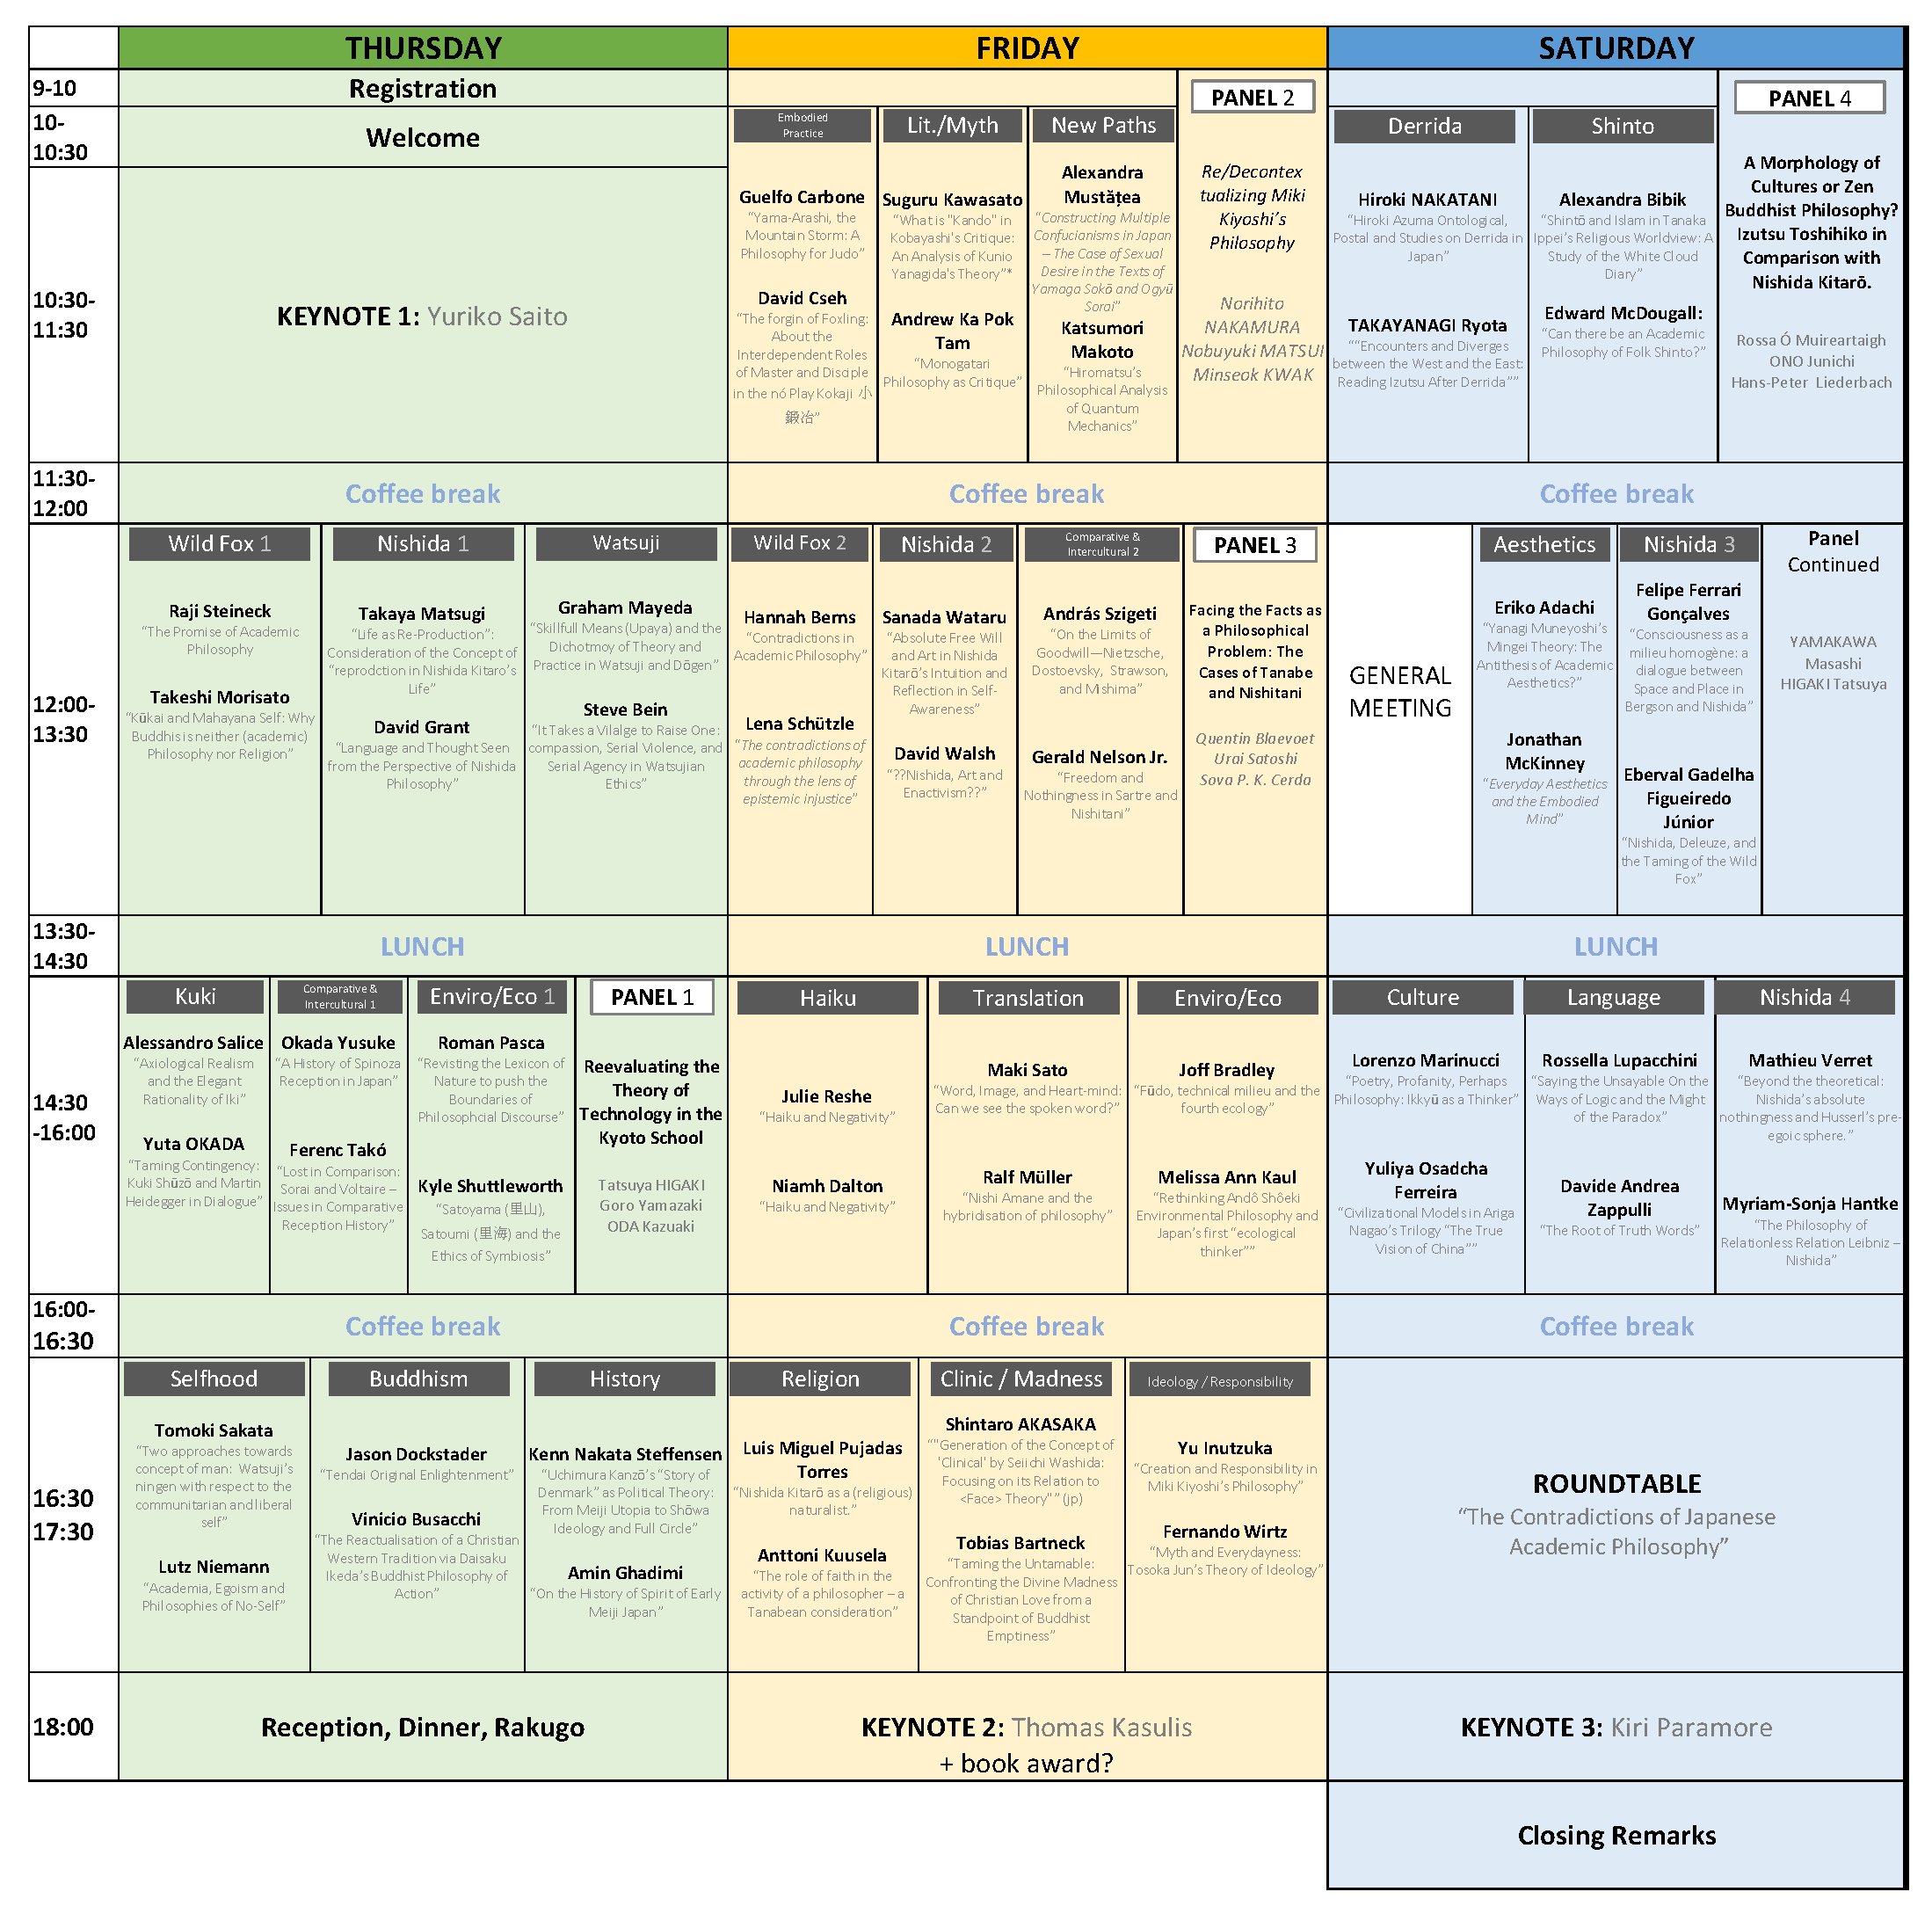 THURSDAY
FRIDAY
SATURDAY
9-10
Registration
PANEL 2
PANEL 4
10-
10:30
Welcome
Embodied
Practice
Lit./Myth
New Paths
Derrida
Shinto
10:30-
11:30
KEYNOTE 1: Yuriko Saito
Guelfo Carbone
“Yama-Arashi, the
Mountain Storm: A
Philosophy for Judo”
David Cseh
“The forgin of Foxling:
About the
Interdependent Roles
of Master and Disciple
in the nó Play Kokaji 小
鍛冶”
Suguru Kawasato
“What is "Kando" in
Kobayashi's Critique:
An Analysis of Kunio
Yanagida's Theory”*
Andrew Ka Pok
Tam
“Monogatari
Philosophy as Critique”
Alexandra
Mustățea
“Constructing Multiple
Confucianisms in Japan
– The Case of Sexual
Desire in the Texts of
Yamaga Sokō and Ogyū
Sorai”
Katsumori
Makoto
“Hiromatsu’s
Philosophical Analysis
of Quantum
Mechanics”
Re/Decontex
tualizing Miki
Kiyoshi’s
Philosophy
Norihito
NAKAMURA
Nobuyuki MATSUI
Minseok KWAK
Hiroki NAKATANI
“Hiroki Azuma Ontological,
Postal and Studies on Derrida in
Japan”
TAKAYANAGI Ryota
““Encounters and Diverges
between the West and the East:
Reading Izutsu After Derrida””
Alexandra Bibik
“Shintō and Islam in Tanaka
Ippei’s Religious Worldview: A
Study of the White Cloud
Diary”
Edward McDougall:
“Can there be an Academic
Philosophy of Folk Shinto?”
A Morphology of
Cultures or Zen
Buddhist Philosophy?
Izutsu Toshihiko in
Comparison with
Nishida Kitarō.
Rossa Ó Muireartaigh
ONO Junichi
Hans-Peter Liederbach
11:30-
12:00
Coffee break
Coffee break
Coffee break
12:00-
13:30
Wild Fox 1
Raji Steineck
“The Promise of Academic
Philosophy
Takeshi Morisato
“Kūkai and Mahayana Self: Why
Buddhis is neither (academic)
Philosophy nor Religion”
Nishida 1
Takaya Matsugi
“Life as Re-Production”:
Consideration of the Concept of
“reprodction in Nishida Kitaro’s
Life”
David Grant
“Language and Thought Seen
from the Perspective of Nishida
Philosophy”
Watsuji
Graham Mayeda
“Skillfull Means (Upaya) and the
Dichotmoy of Theory and
Practice in Watsuji and Dōgen”
Steve Bein
“It Takes a Vilalge to Raise One:
compassion, Serial Violence, and
Serial Agency in Watsujian
Ethics”
Wild Fox 2
Hannah Berns
“Contradictions in
Academic Philosophy”
Lena Schützle
“The contradictions of
academic philosophy
through the lens of
epistemic injustice”
Nishida 2
Sanada Wataru
“Absolute Free Will
and Art in Nishida
Kitarō’s Intuition and
Reflection in Self-
Awareness”
David Walsh
“??Nishida, Art and
Enactivism??”
Comparative &
Intercultural 2
András Szigeti
“On the Limits of
Goodwill—Nietzsche,
Dostoevsky, Strawson,
and Mishima”
Gerald Nelson Jr.
“Freedom and
Nothingness in Sartre and
Nishitani”
PANEL 3
Facing the Facts as
a Philosophical
Problem: The
Cases of Tanabe
and Nishitani
Quentin Blaevoet
Urai Satoshi
Sova P. K. Cerda
GENERAL
MEETING
Aesthetics
Eriko Adachi
“Yanagi Muneyoshi’s
Mingei Theory: The
Antithesis of Academic
Aesthetics?”
Jonathan
McKinney
“Everyday Aesthetics
and the Embodied
Mind”
Nishida 3
Felipe Ferrari
Gonçalves
“Consciousness as a
milieu homogène: a
dialogue between
Space and Place in
Bergson and Nishida”
Eberval Gadelha
Figueiredo
Júnior
“Nishida, Deleuze, and
the Taming of the Wild
Fox”
Panel
Continued
YAMAKAWA
Masashi
HIGAKI Tatsuya
13:30-
14:30
LUNCH
LUNCH
LUNCH
14:30
-16:00
Kuki
Alessandro Salice
“Axiological Realism
and the Elegant
Rationality of Iki”
Yuta OKADA
“Taming Contingency:
Kuki Shūzō and Martin
Heidegger in Dialogue”
Comparative &
Intercultural 1
Okada Yusuke
“A History of Spinoza
Reception in Japan”
Ferenc Takó
“Lost in Comparison:
Sorai and Voltaire –
Issues in Comparative
Reception History”
Enviro/Eco 1
Roman Pasca
“Revisting the Lexicon of
Nature to push the
Boundaries of
Philosophcial Discourse”
Kyle Shuttleworth
“Satoyama (里山),
Satoumi (里海) and the
Ethics of Symbiosis”
PANEL 1
Reevaluating the
Theory of
Technology in the
Kyoto School
Tatsuya HIGAKI
Goro Yamazaki
ODA Kazuaki
Haiku
Julie Reshe
“Haiku and Negativity”
Niamh Dalton
“Haiku and Negativity”
Translation
Maki Sato
“Word, Image, and Heart-mind:
Can we see the spoken word?”
Ralf Müller
“Nishi Amane and the
hybridisation of philosophy”
Enviro/Eco
Joff Bradley
“Fūdo, technical milieu and the
fourth ecology”
Melissa Ann Kaul
“Rethinking Andô Shôeki
Environmental Philosophy and
Japan’s first “ecological
thinker””
Culture
Lorenzo Marinucci
“Poetry, Profanity, Perhaps
Philosophy: Ikkyū as a Thinker”
Yuliya Osadcha
Ferreira
“Civilizational Models in Ariga
Nagao’s Trilogy “The True
Vision of China””
Language
Rossella Lupacchini
“Saying the Unsayable On the
Ways of Logic and the Might
of the Paradox”
Davide Andrea
Zappulli
“The Root of Truth Words”
Nishida 4
Mathieu Verret
“Beyond the theoretical:
Nishida’s absolute
nothingness and Husserl’s pre-
egoic sphere.”
Myriam-Sonja Hantke
“The Philosophy of
Relationless Relation Leibniz –
Nishida”
16:00-
16:30
Coffee break
Coffee break
Coffee break
16:30
17:30
Selfhood
Tomoki Sakata
“Two approaches towards
concept of man: Watsuji’s
ningen with respect to the
communitarian and liberal
self”
Lutz Niemann
“Academia, Egoism and
Philosophies of No-Self”
Buddhism
Jason Dockstader
“Tendai Original Enlightenment”
Vinicio Busacchi
“The Reactualisation of a Christian
Western Tradition via Daisaku
Ikeda’s Buddhist Philosophy of
Action”
History
Kenn Nakata Steffensen
“Uchimura Kanzō’s “Story of
Denmark” as Political Theory:
From Meiji Utopia to Shōwa
Ideology and Full Circle”
Amin Ghadimi
“On the History of Spirit of Early
Meiji Japan”
Religion
Luis Miguel Pujadas
Torres
“Nishida Kitarō as a (religious)
naturalist.”
Anttoni Kuusela
“The role of faith in the
activity of a philosopher – a
Tanabean consideration”
Clinic / Madness
Shintaro AKASAKA
““Generation of the Concept of
'Clinical' by Seiichi Washida:
Focusing on its Relation to
<Face> Theory”” (jp)
Tobias Bartneck
“Taming the Untamable:
Confronting the Divine Madness
of Christian Love from a
Standpoint of Buddhist
Emptiness”
Ideology / Responsibility
Yu Inutzuka
“Creation and Responsibility in
Miki Kiyoshi’s Philosophy”
Fernando Wirtz
“Myth and Everydayness:
Tosoka Jun’s Theory of Ideology”
ROUNDTABLE
“The Contradictions of Japanese
Academic Philosophy”
18:00
Reception, Dinner, Rakugo
KEYNOTE 2: Thomas Kasulis
+ book award?
KEYNOTE 3: Kiri Paramore
Closing Remarks